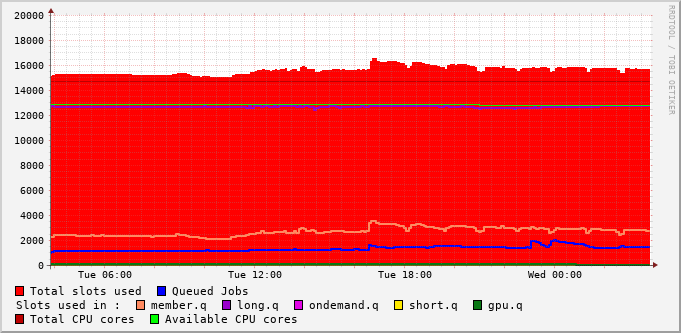 20000
18000
16000
14000
12000
10000
8000
6000
4000
2000
0
Tue 06:00 Tue 12:00 Tue 18:00 Wed 00:00
RRDTOOL / TOBI OETIKER
Total slots used Queued Jobs
Slots used in : member.q long.q ondemand.q short.q gpu.q
Total CPU cores Available CPU cores